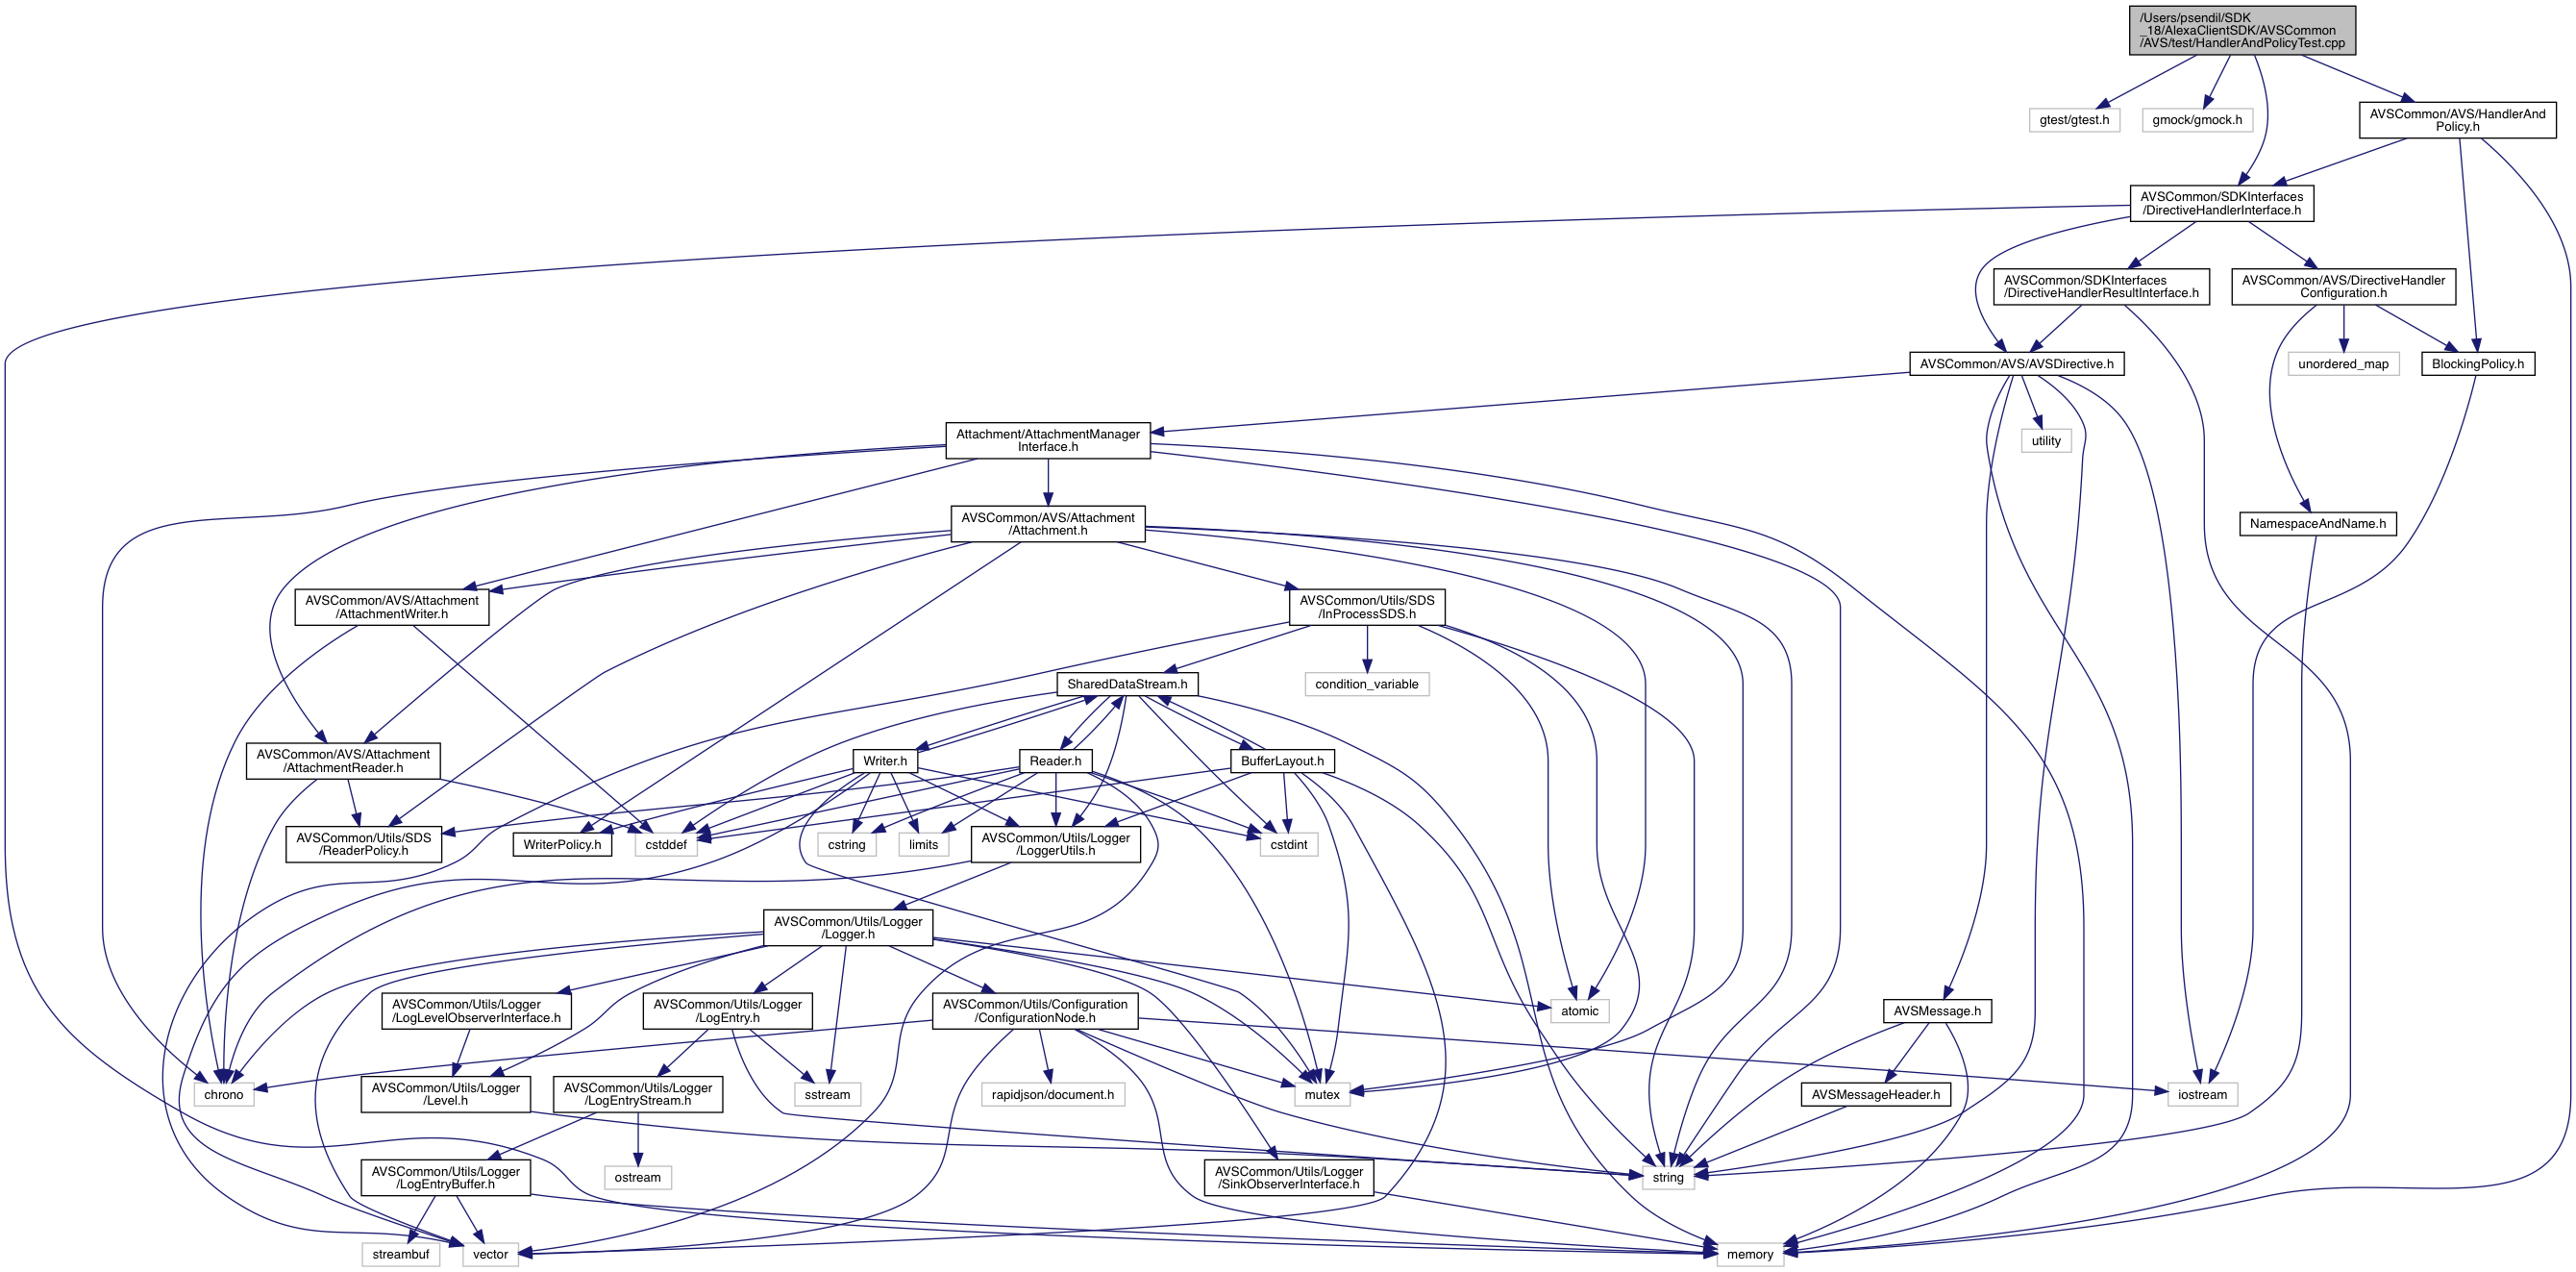 /Users/psendil/SDK
_18/AlexaClientSDK/AVSCommon
/AVS/test/HandlerAndPolicyTest.cpp
gtest/gtest.h
gmock/gmock.h
AVSCommon/AVS/HandlerAnd
Policy.h
AVSCommon/SDKInterfaces
/DirectiveHandlerInterface.h
AVSCommon/SDKInterfaces
/DirectiveHandlerResultInterface.h
AVSCommon/AVS/DirectiveHandler
Configuration.h
AVSCommon/AVS/AVSDirective.h
unordered_map
BlockingPolicy.h
Attachment/AttachmentManager
Interface.h
utility
AVSCommon/AVS/Attachment
/Attachment.h
NamespaceAndName.h
AVSCommon/AVS/Attachment
/AttachmentWriter.h
AVSCommon/Utils/SDS
/InProcessSDS.h
SharedDataStream.h
condition_variable
AVSCommon/AVS/Attachment
/AttachmentReader.h
Writer.h
Reader.h
BufferLayout.h
AVSCommon/Utils/SDS
/ReaderPolicy.h
WriterPolicy.h
cstddef
cstring
limits
AVSCommon/Utils/Logger
/LoggerUtils.h
cstdint
AVSCommon/Utils/Logger
/Logger.h
AVSCommon/Utils/Logger
/LogLevelObserverInterface.h
AVSCommon/Utils/Logger
/LogEntry.h
AVSCommon/Utils/Configuration
/ConfigurationNode.h
atomic
AVSMessage.h
chrono
AVSCommon/Utils/Logger
/Level.h
AVSCommon/Utils/Logger
/LogEntryStream.h
sstream
rapidjson/document.h
mutex
AVSMessageHeader.h
iostream
AVSCommon/Utils/Logger
/LogEntryBuffer.h
ostream
AVSCommon/Utils/Logger
/SinkObserverInterface.h
string
streambuf
vector
memory